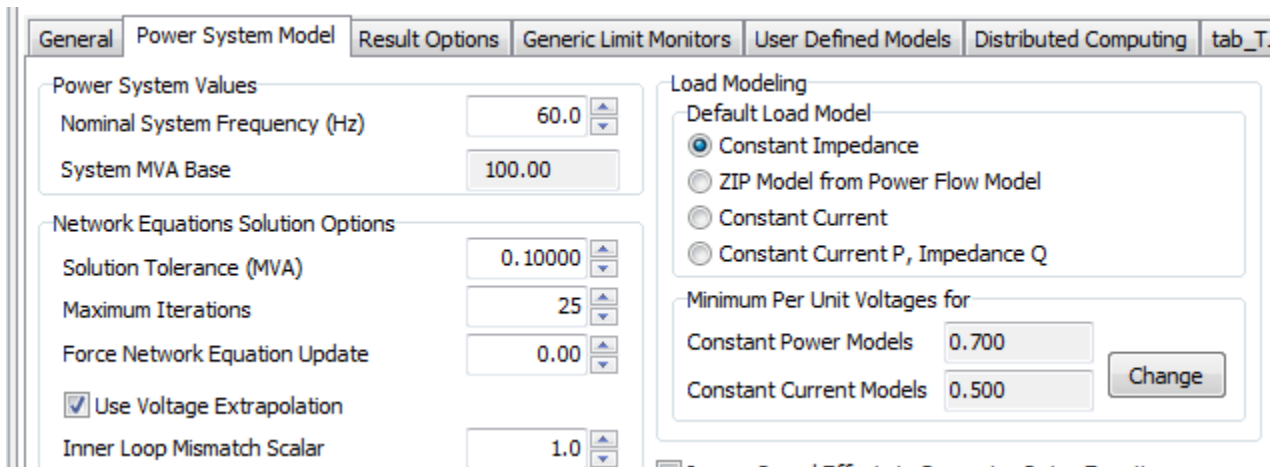 General Power System Model Result Options Generic Limit Monitors User Defined Models Distributed Computing tab_T
Power System Values
Nominal System Frequency (Hz) 60.0
System MVA Base 100.00
Network Equations Solution Options
Solution Tolerance (MVA) 0.10000
Maximum Iterations 25
Force Network Equation Update 0.00
Use Voltage Extrapolation
Inner Loop Mismatch Scalar 1.0
Load Modeling
Default Load Model
Constant Impedance
ZIP Model from Power Flow Model
Constant Current
Constant Current P, Impedance Q
Minimum Per Unit Voltages for
Constant Power Models 0.700
Constant Current Models 0.500
Change